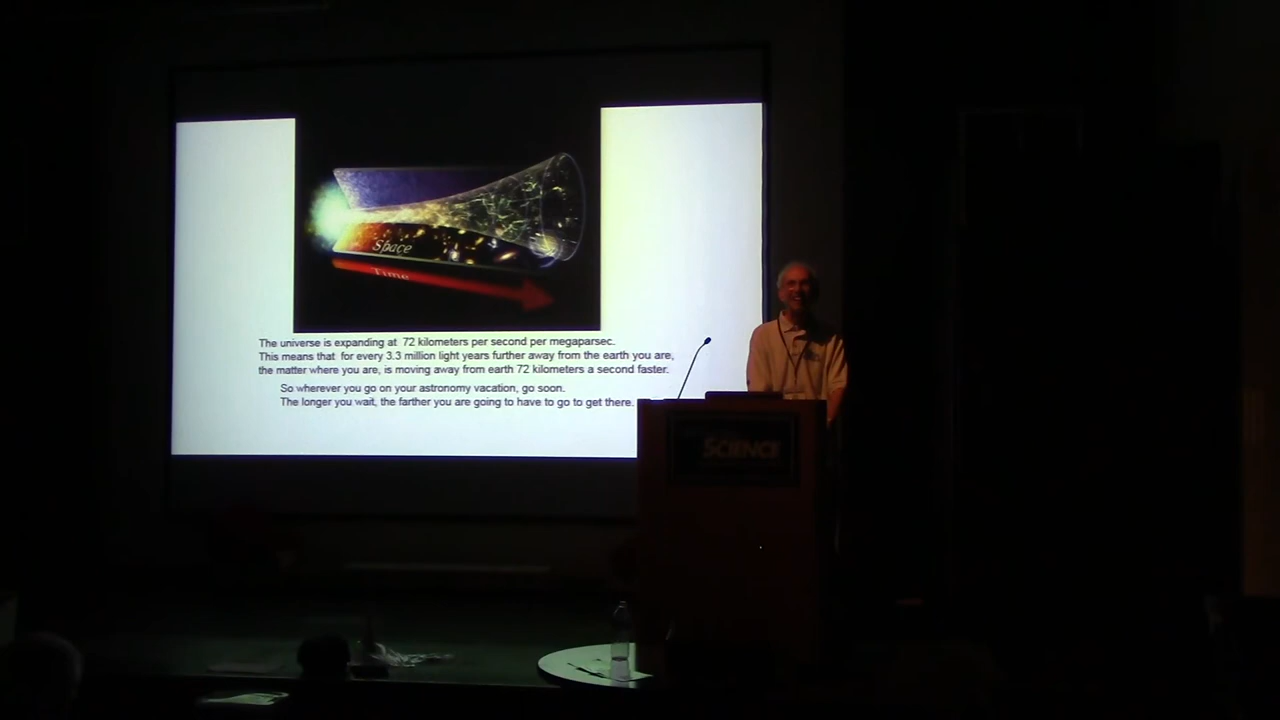 Space
Time
The universe is expanding at 72 kilometers per second per megaparsec.
This means that for every 3.3 million light years further away from the earth you are,
the matter where you are, is moving away from earth 72 kilometers a second faster.
So wherever you go on your astronomy vacation, go soon.
The longer you wait, the farther you are going to have to go to get there.
SCIENCE